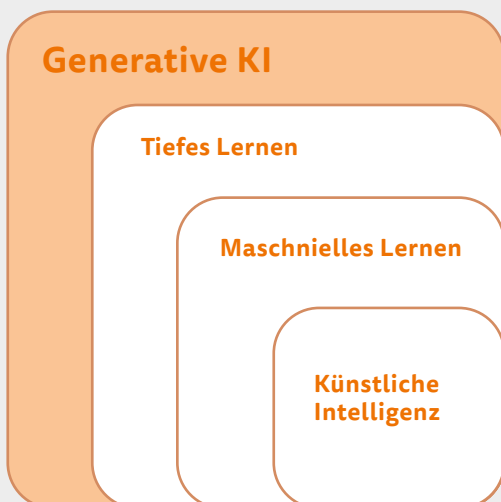 Generative KI
Tiefes Lernen
Maschnielles Lernen
Künstliche
Intelligenz